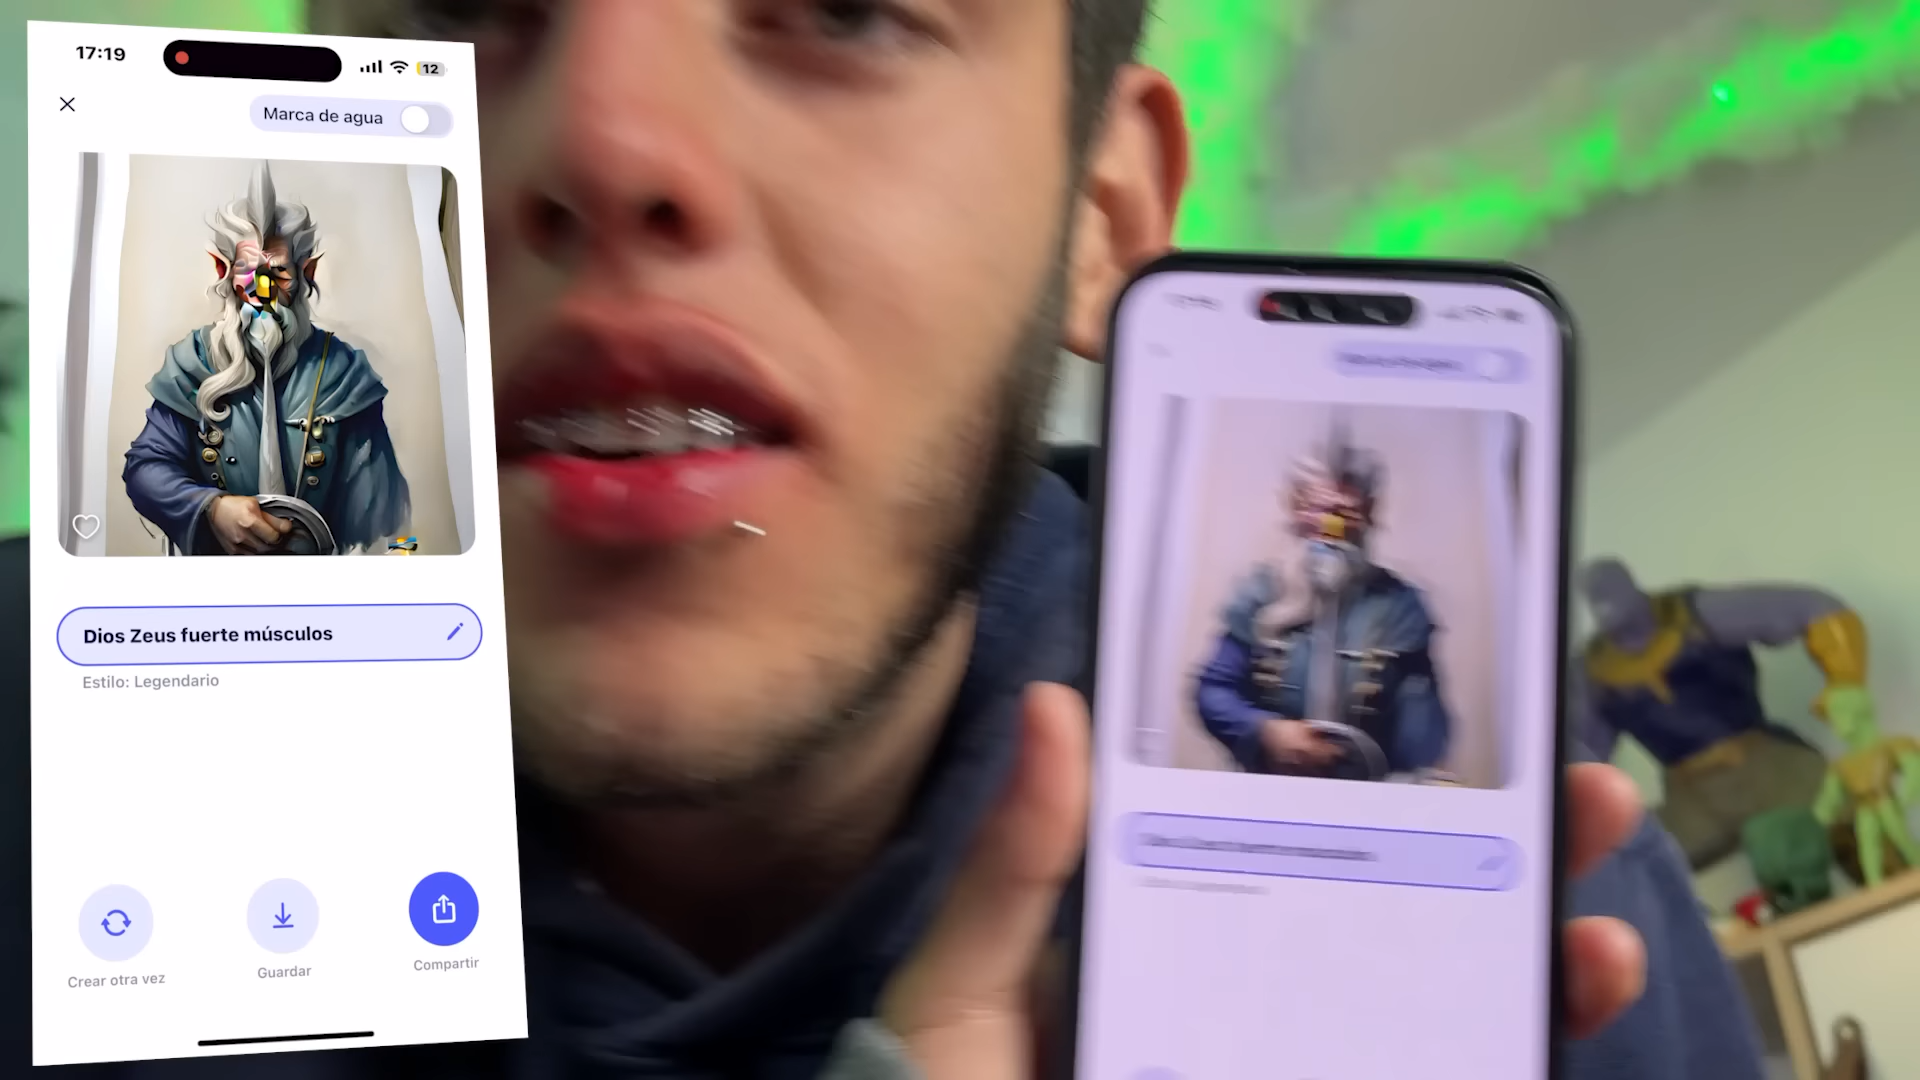 17:19
12
Marca de agua
Dios Zeus fuerte músculos
Estilo: Legendario
Crear otra vez
Guardar
Compartir